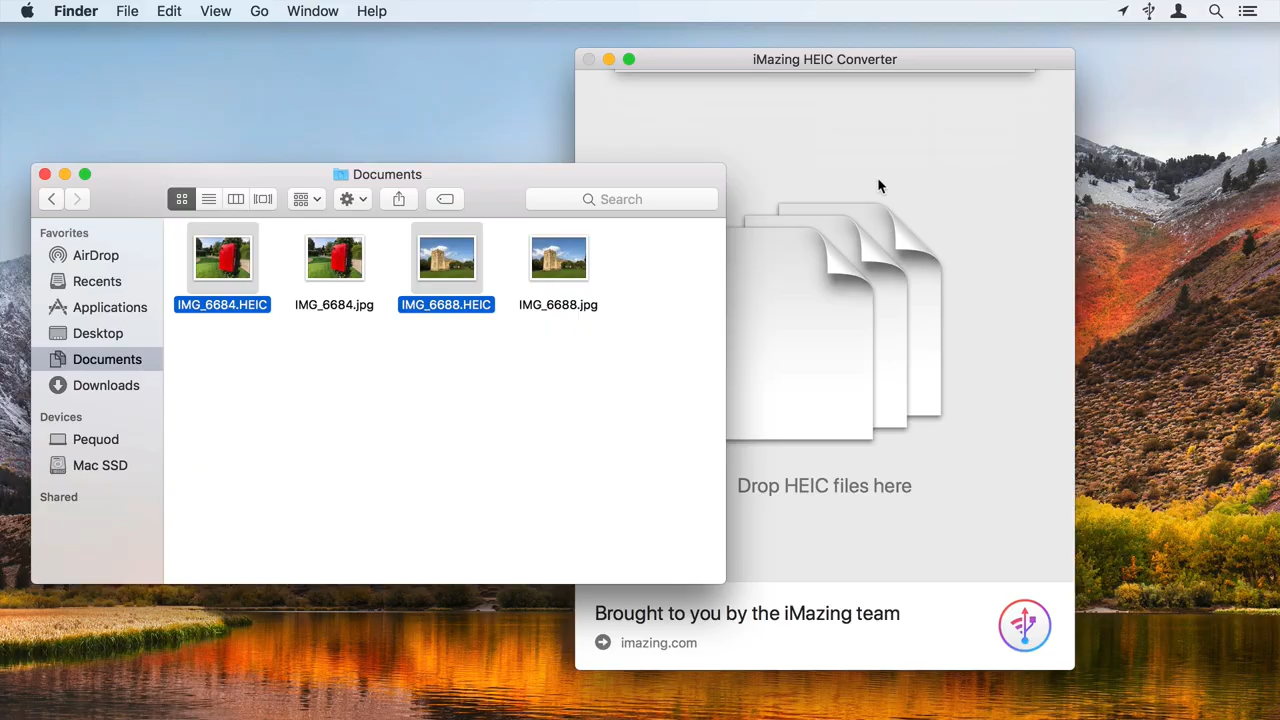 Finder File Edit View Go Window Help
iMazing HEIC Converter
Documents
Search
Favorites
AirDrop
Recents
Applications
Desktop
Documents
Downloads
Devices
Pequod
Mac SSD
Shared
IMG_6684.HEIC IMG_6684.jpg IMG_6688.HEIC IMG_6688.jpg
Drop HEIC files here
Brought to you by the iMazing team
imazing.com